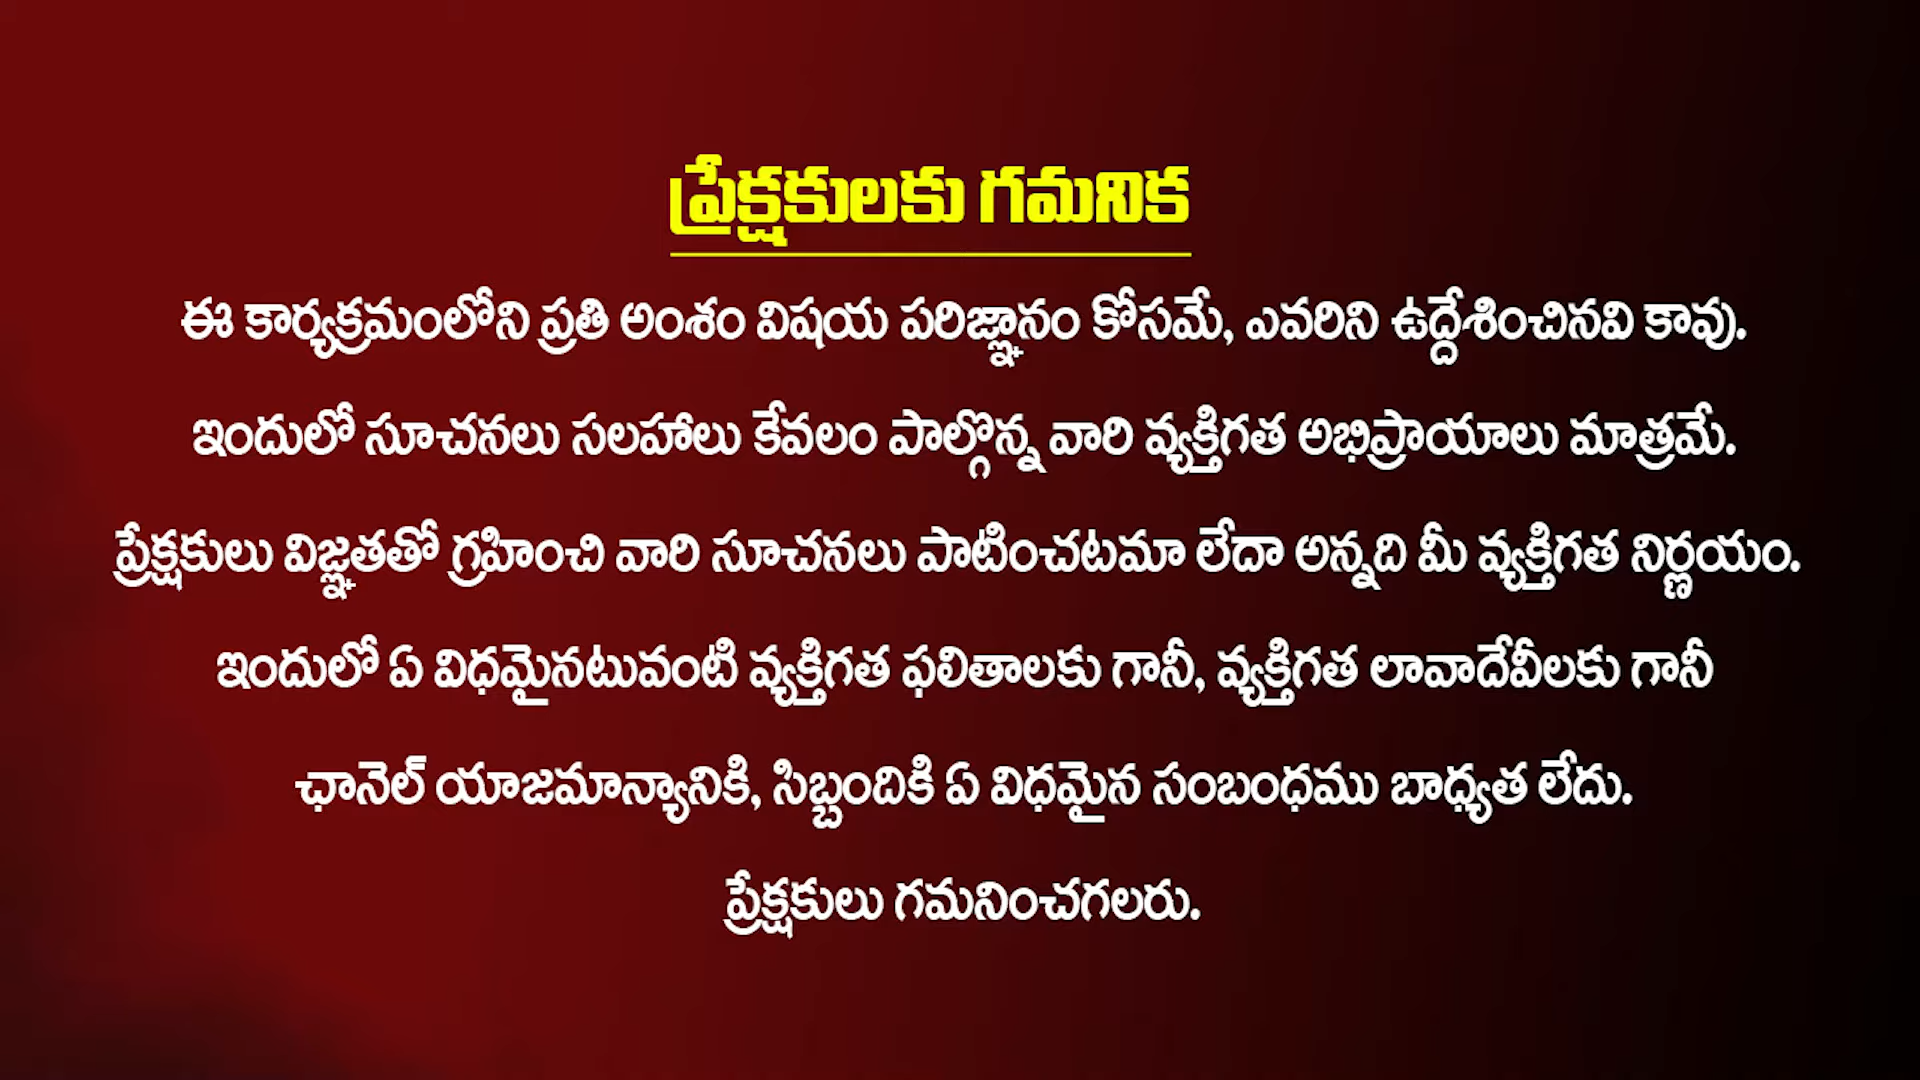 ప్రేక్షకులకు గమనిక
ఈ కార్యక్రమంలోని ప్రతి అంశం విషయ పరిజ్ఞానం కోసమే, ఎవరిని ఉద్దేశించినవి కావు.
ఇందులో సూచనలు సలహాలు కేవలం పాల్గొన్న వారి వ్యక్తిగత అభిప్రాయాలు మాత్రమే.
ప్రేక్షకులు విజ్ఞతతో గ్రహించి వారి సూచనలు పాటించటమా లేదా అన్నది మీ వ్యక్తిగత నిర్ణయం.
ఇందులో ఏ విధమైనటువంటి వ్యక్తిగత ఫలితాలకు గానీ, వ్యక్తిగత లావాదేవీలకు గానీ
ఛానెల్ యాజమాన్యానికి, సిబ్బందికి ఏ విధమైన సంబంధము బాధ్యత లేదు.
ప్రేక్షకులు గమనించగలరు.